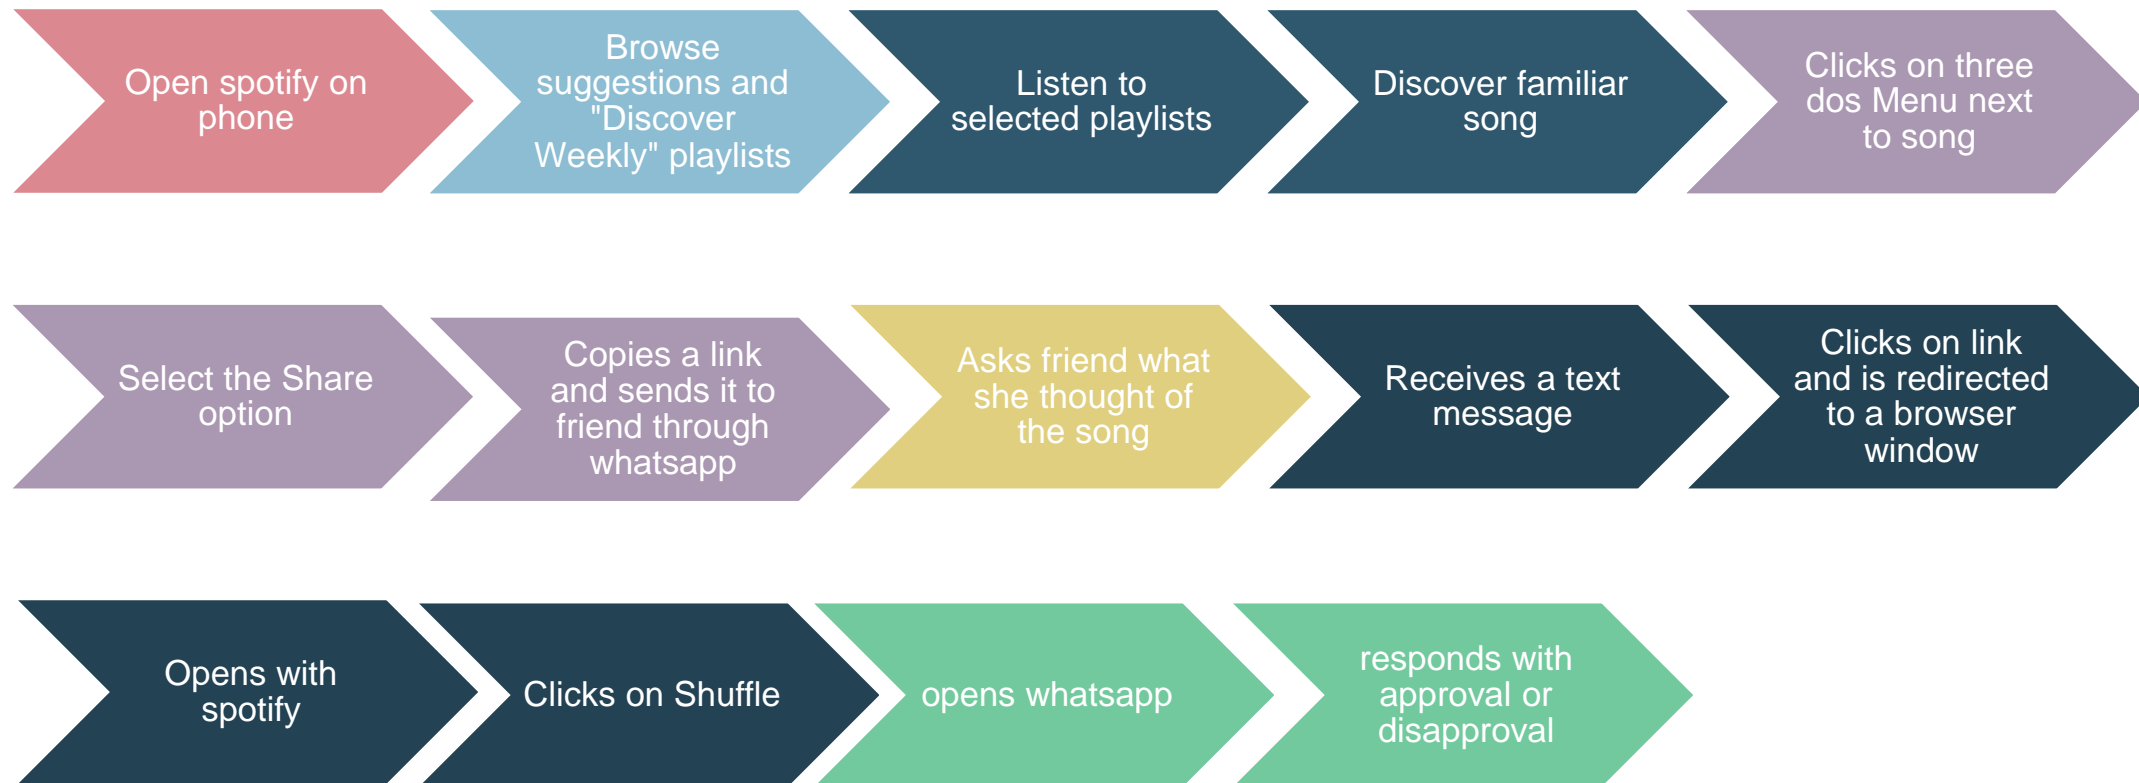 Open spotify on
phone
Browse
suggestions and
"Discover
Weekly" playlists
Listen to
selected playlists
Discover familiar
song
Clicks on three
dos Menu next
to song
Select the Share
option
Copies a link
and sends it to
friend through
whatsapp
Asks friend what
she thought of
the song
Receives a text
message
Clicks on link
and is redirected
to a browser
window
Opens with
spotify
Clicks on Shuffle
opens whatsapp
responds with
approval or
disapproval